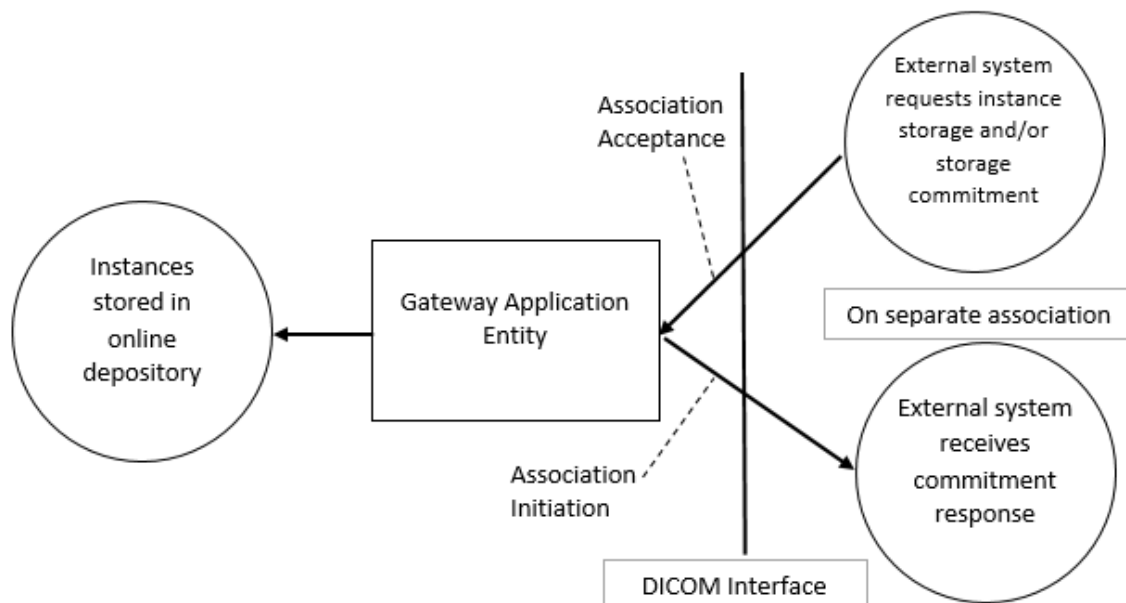 External system
requests instance
storage and/or
storage
commitment
Association
Acceptance
Instances
stored in
online
depository
Gateway Application
Entity
On separate association
External system
receives
commitment
response
Association
Initiation
DICOM Interface